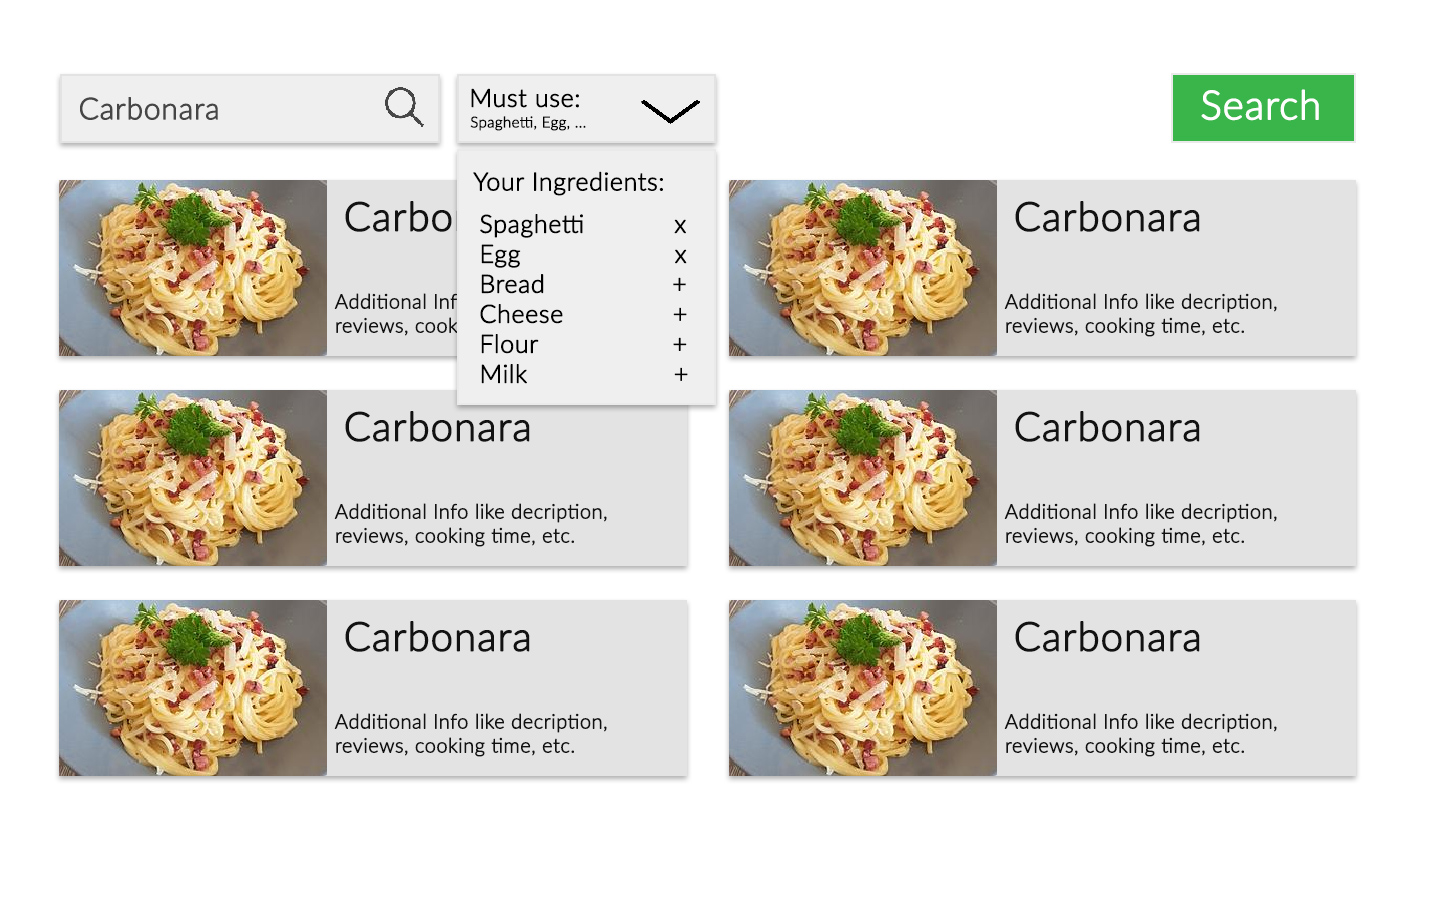 Carbonara
Must use:
Spaghetti, Egg, ...
Search
Your Ingredients:
Spaghetti x
Egg x
Bread +
Cheese +
Flour +
Milk +
Carbo
Additional Inf
reviews, cook
Carbonara
Additional Info like decription,
reviews, cooking time, etc.
Carbonara
Additional Info like decription,
reviews, cooking time, etc.
Carbonara
Additional Info like decription,
reviews, cooking time, etc.
Carbonara
Additional Info like decription,
reviews, cooking time, etc.
Carbonara
Additional Info like decription,
reviews, cooking time, etc.